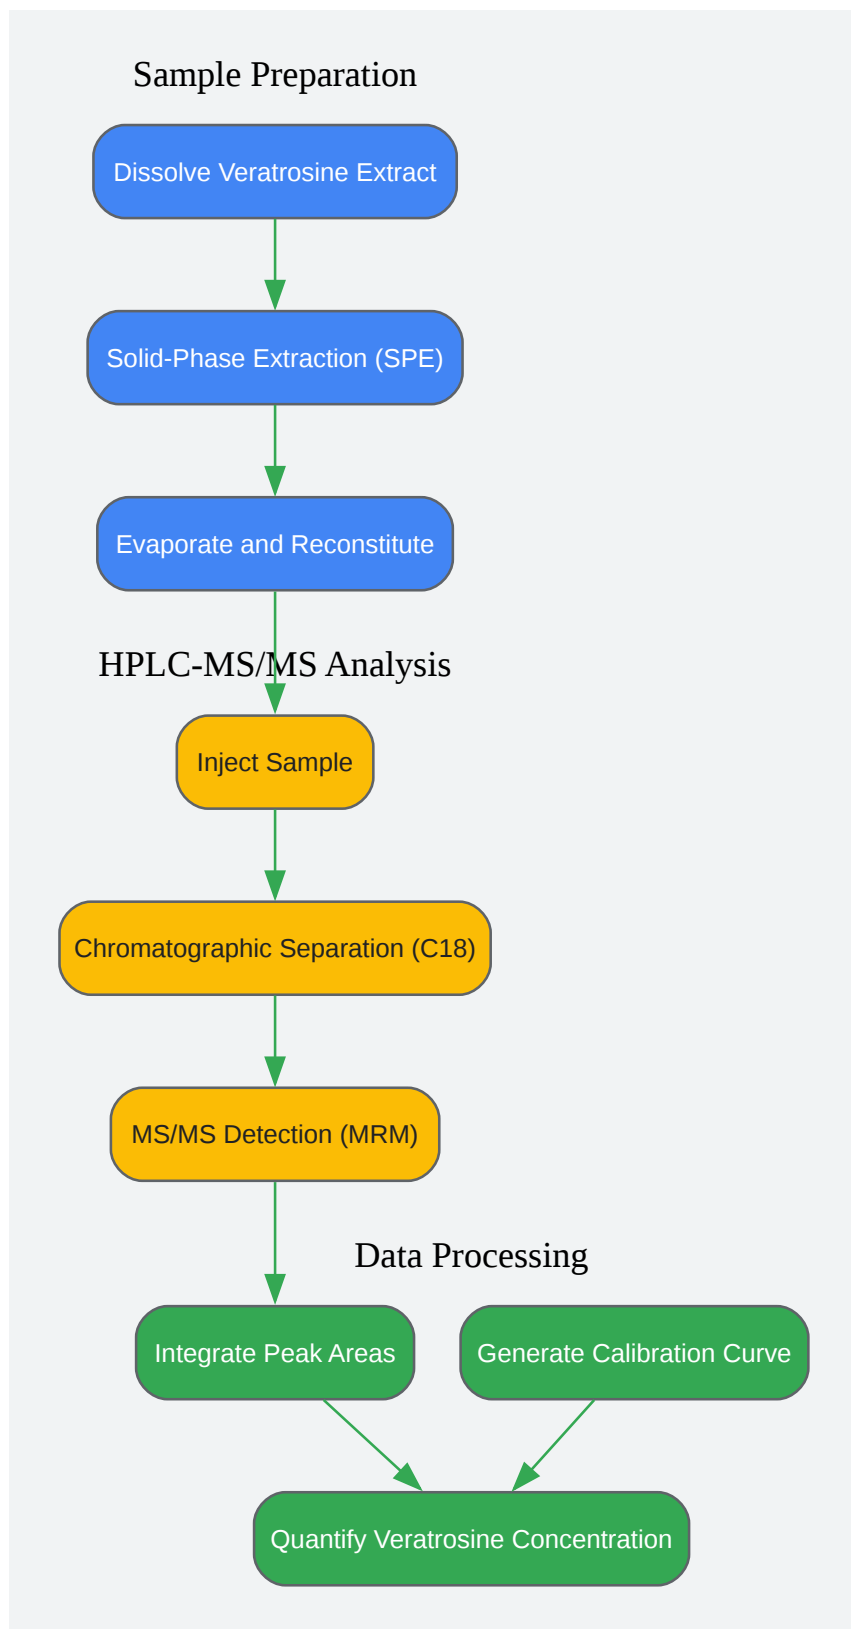 Sample Preparation
Dissolve Veratrosine Extract
Solid-Phase Extraction (SPE)
Evaporate and Reconstitute
HPLC-MS/MS Analysis
Inject Sample
Chromatographic Separation (C18)
MS/MS Detection (MRM)
Data Processing
Integrate Peak Areas
Generate Calibration Curve
Quantify Veratrosine Concentration